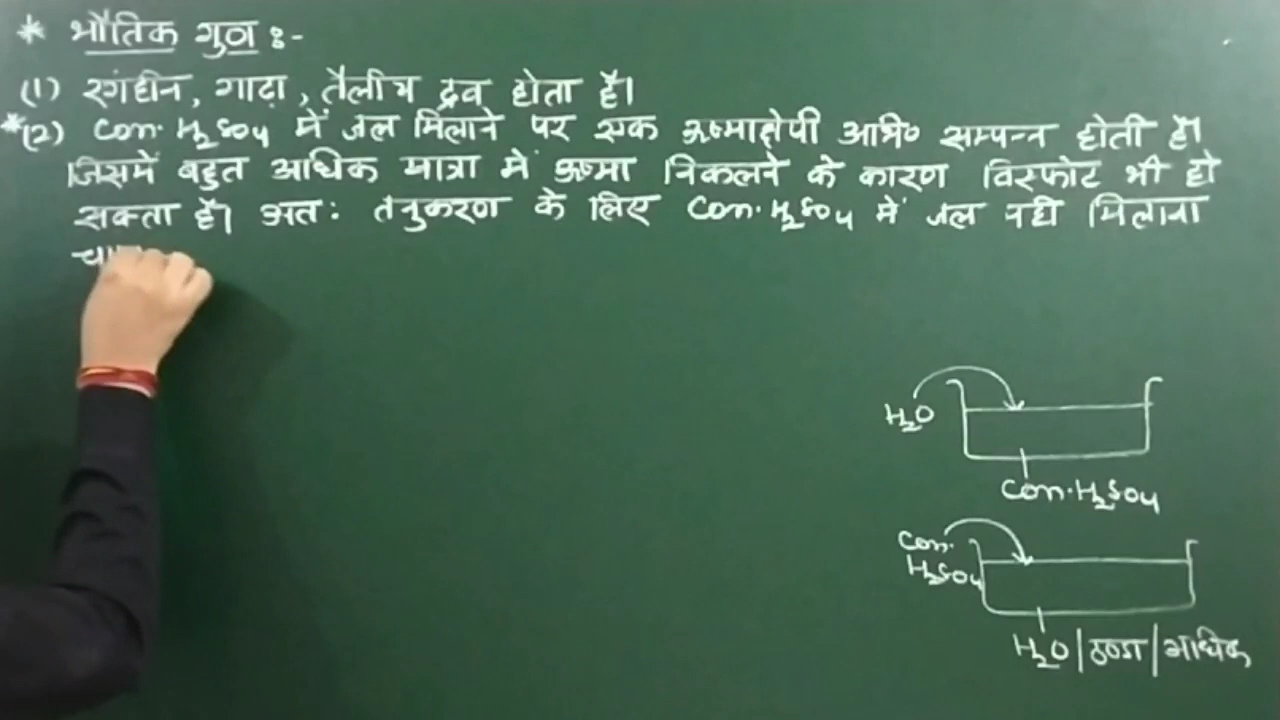 * भौतिक गुण :-
(1) रंगहीन, गाढ़ा, तैलीय द्रव होता है।
*(2) Con. H₂SO₄ में जल मिलाने पर एक ऊष्माक्षेपी अभि० सम्पन्न होती है।
जिसमें बहुत अधिक मात्रा में ऊष्मा निकलने के कारण विस्फोट भी हो
सकता है। अतः तनुकरण के लिए Con. H₂SO₄ में जल नही मिलाना
H₂O
Con. H₂SO₄
Con.
H₂SO₄
H₂O/ठण्डा/अधिक